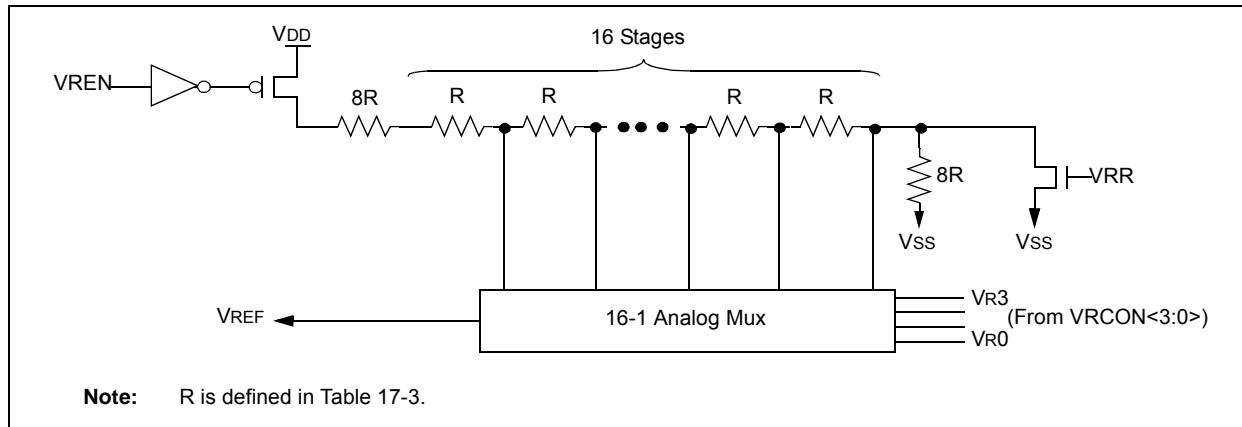 VDD
16 Stages
VREN
8R
R
R
R
R
8R
VRR
VSS
VSS
VR3
VREF
16-1 Analog Mux
(From VRCON<3:0>)
VR0
Note: R is defined in Table 17-3.